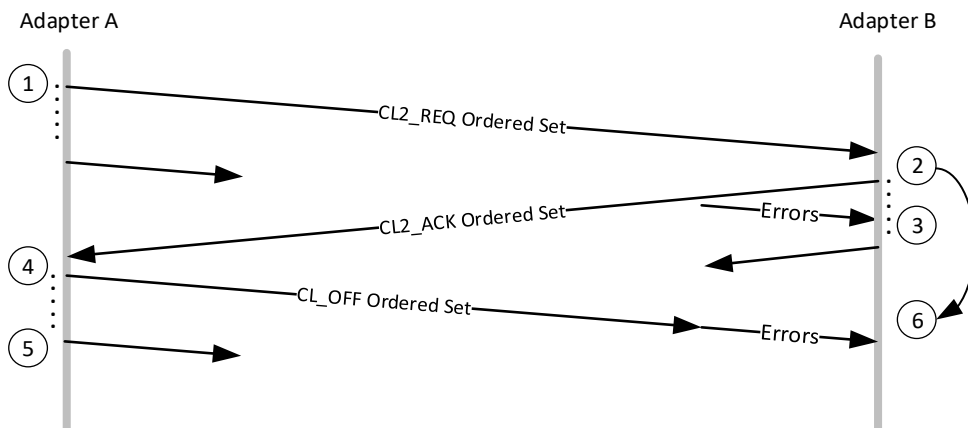 Adapter A
Adapter B
1
CL2_REQ Ordered Set
2
CL2_ACK Ordered Set
Errors
3
4
CL_OFF Ordered Set
Errors
6
5